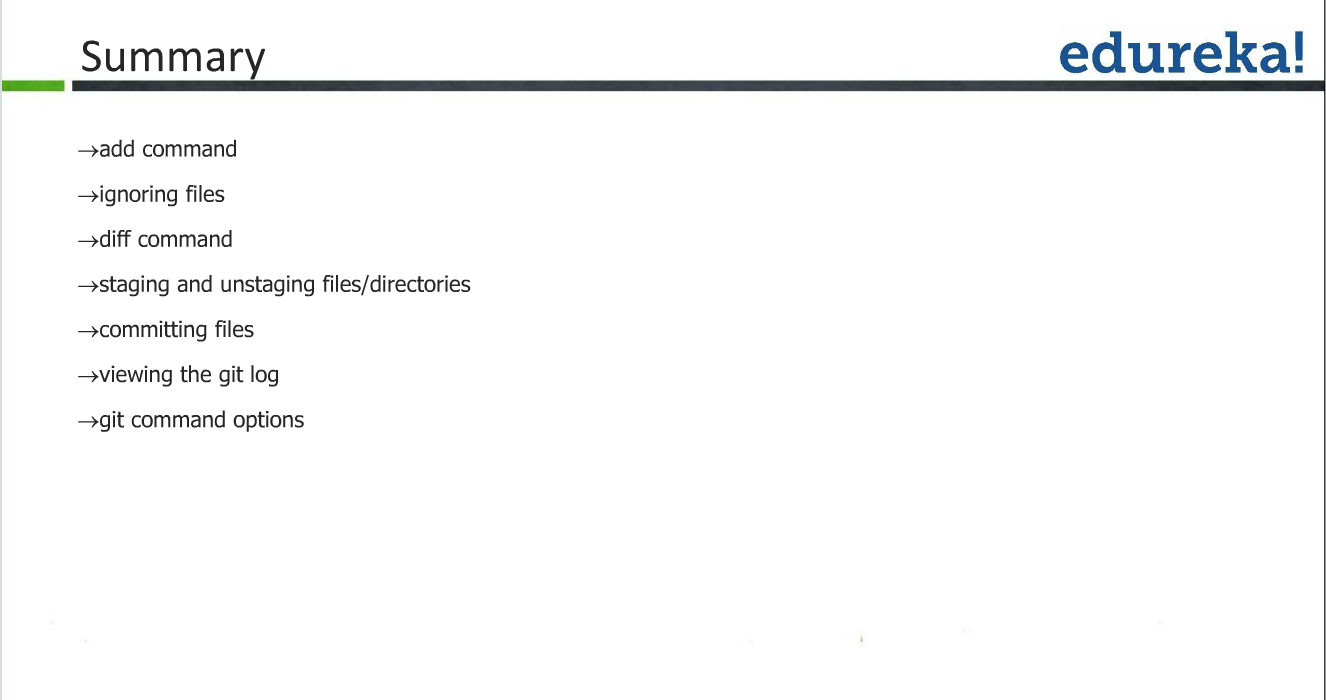 Summary
edureka!
→add command
→ignoring files
→diff command
→staging and unstaging files/directories
→committing files
→viewing the git log
→git command options